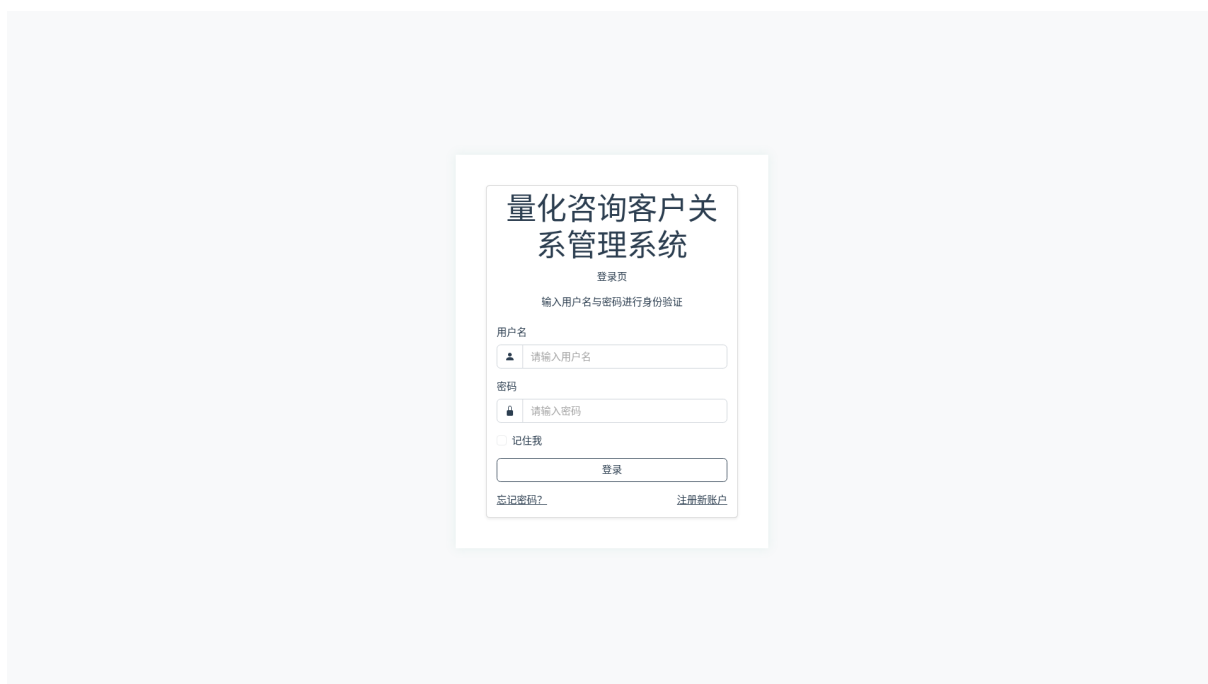 量化咨询客户关
系管理系统
登录页
输入用户名与密码进行身份验证
用户名
请输入用户名
密码
请输入密码
记住我
登录
忘记密码？ 注册新账户